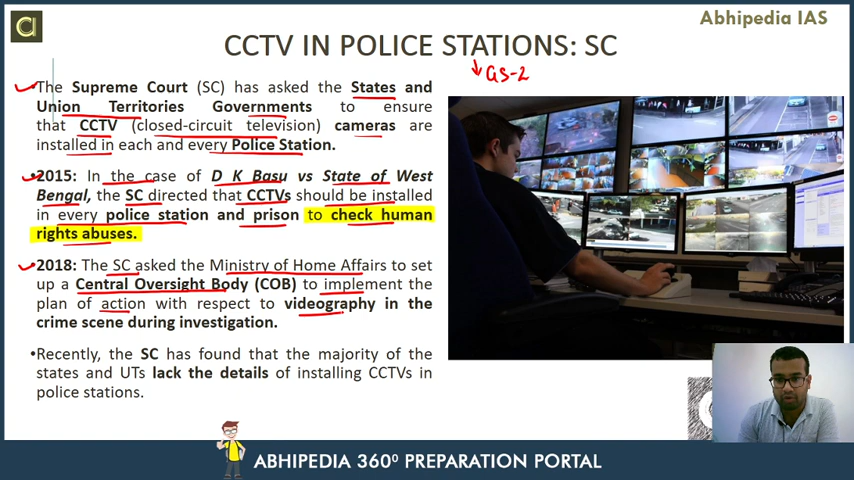 Abhipedia IAS
a
CCTV IN POLICE STATIONS: SC
GS-2
•The Supreme Court (SC) has asked the States and
Union Territories Governments to ensure
that CCTV (closed-circuit television) cameras are
installed in each and every Police Station.
•2015: In the case of D K Basu vs State of West
Bengal, the SC directed that CCTVs should be installed
in every police station and prison to check human
rights abuses.
•2018: The SC asked the Ministry of Home Affairs to set
up a Central Oversight Body (COB) to implement the
plan of action with respect to videography in the
crime scene during investigation.
•Recently, the SC has found that the majority of the
states and UTs lack the details of installing CCTVs in
police stations.
ABHIPEDIA 360⁰ PREPARATION PORTAL